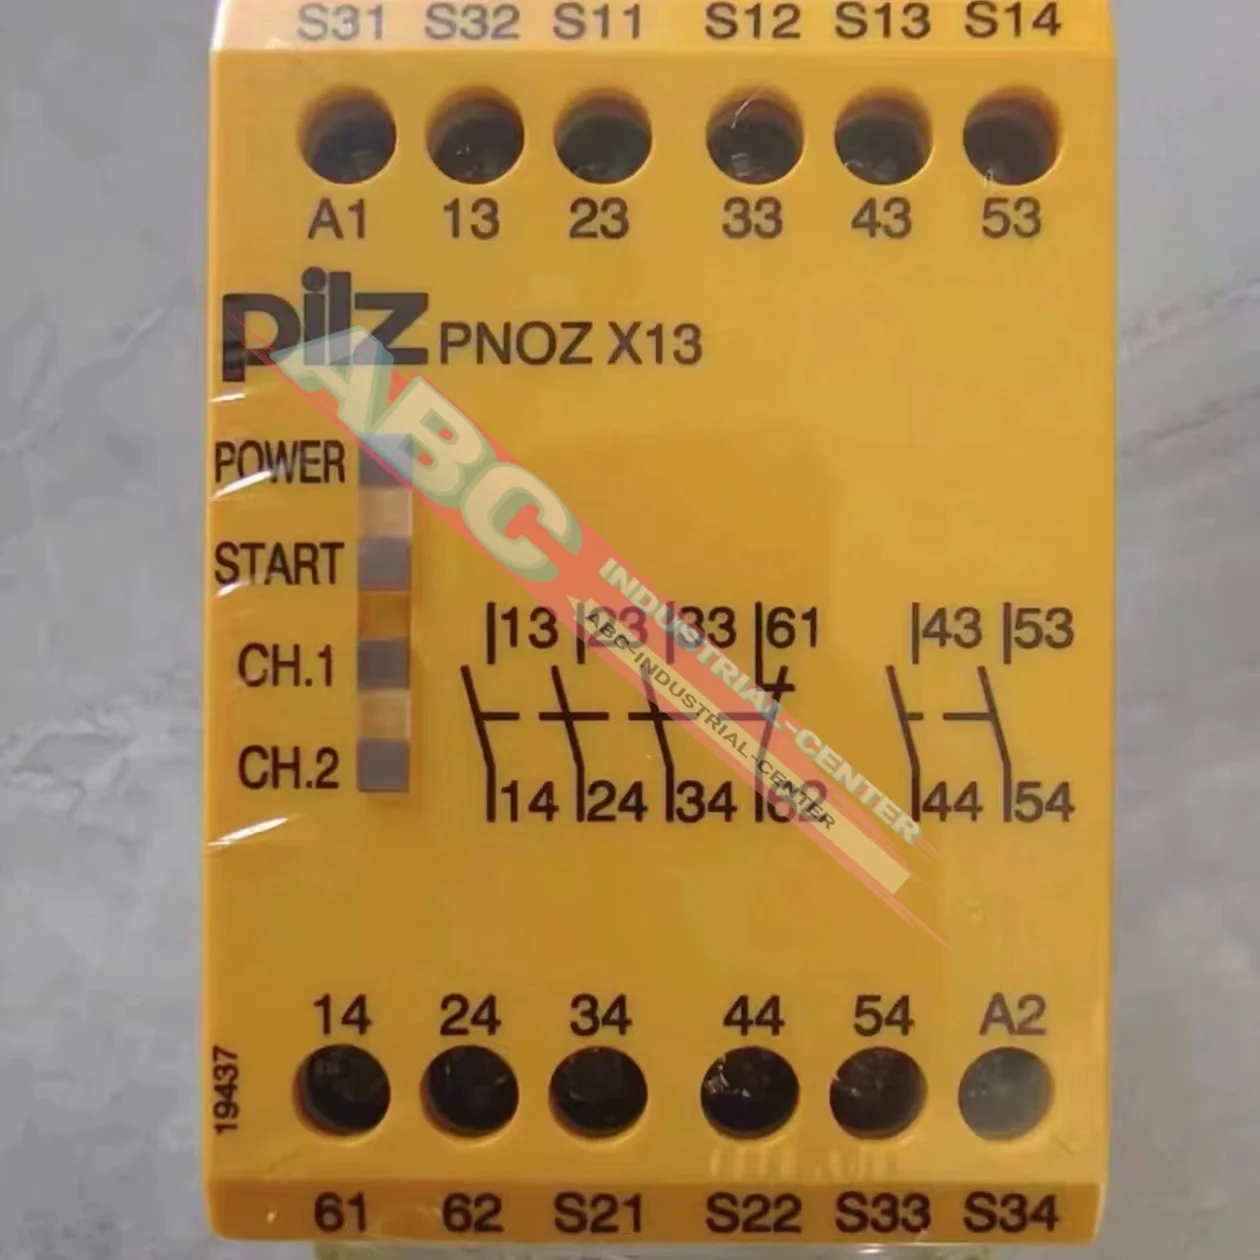 S31 S32 S11 S12 S13 S14
A1 13 23 33 43 53
pilz PNOZ X13
POWER
START
CH.1
CH.2
13 23 33 61 43 53
14 24 34 62 44 54
ABC
INDUSTRIAL-CENTER
ABC-INDUSTRIAL-CENTER
14 24 34 44 54 A2
19437
61 62 S21 S22 S33 S34